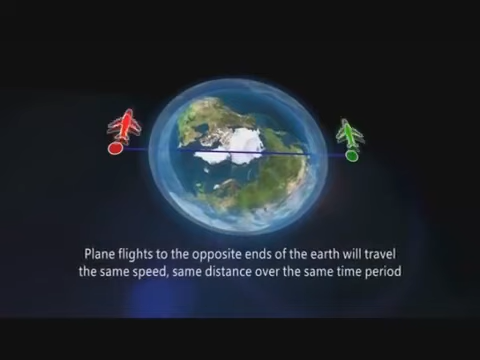 Plane flights to the opposite ends of the earth will travel
the same speed, same distance over the same time period